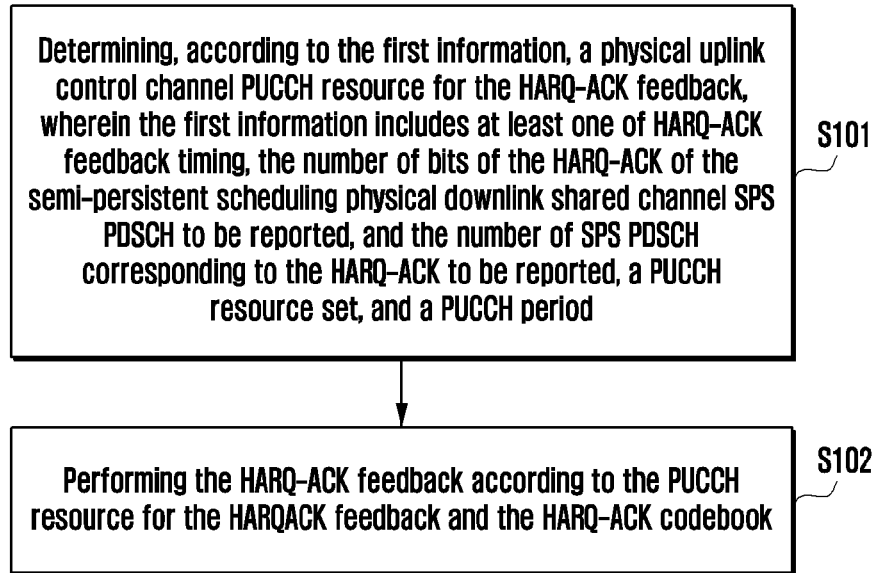 Determining, according to the first information, a physical uplink
control channel PUCCH resource for the HARQ-ACK feedback,
wherein the first information includes at least one of HARQ-ACK
feedback timing, the number of bits of the HARQ-ACK of the
semi-persistent scheduling physical downlink shared channel SPS
PDSCH to be reported, and the number of SPS PDSCH
corresponding to the HARQ-ACK to be reported, a PUCCH
resource set, and a PUCCH period
S101
Performing the HARQ-ACK feedback according to the PUCCH
resource for the HARQACK feedback and the HARQ-ACK codebook
S102